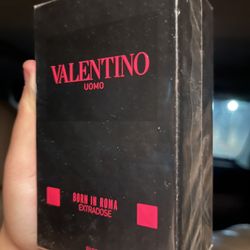 VALENTINO
UOMO
BORN IN ROMA
EXTRADOSE